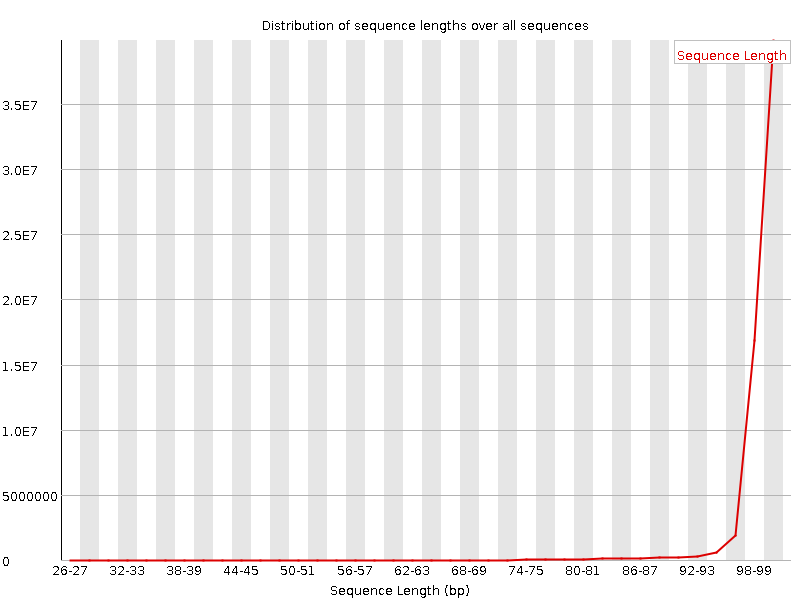 Distribution of sequence lengths over all sequences
Sequence Length
3.5E7
3.0E7
2.5E7
2.0E7
1.5E7
1.0E7
5000000
0
26-27 32-33 38-39 44-45 50-51 56-57 62-63 68-69 74-75 80-81 86-87 92-93 98-99
Sequence Length (bp)